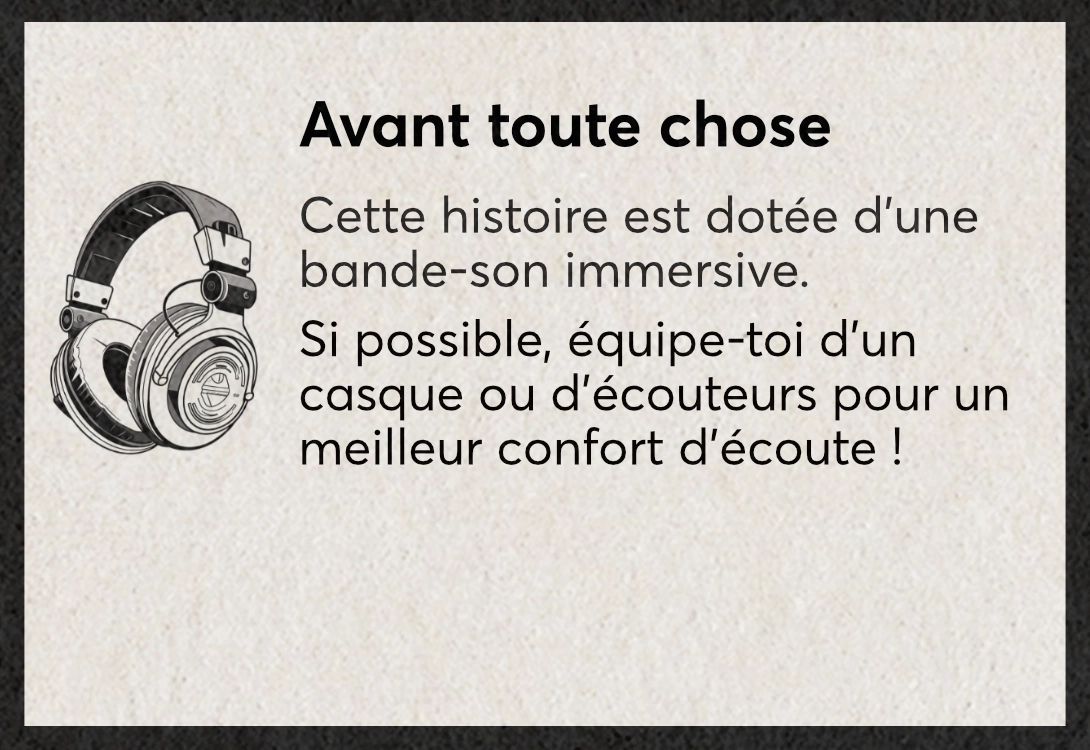 Avant toute chose
Cette histoire est dotée d'une
bande-son immersive.
Si possible, équipe-toi d'un
casque ou d'écouteurs pour un
meilleur confort d'écoute !